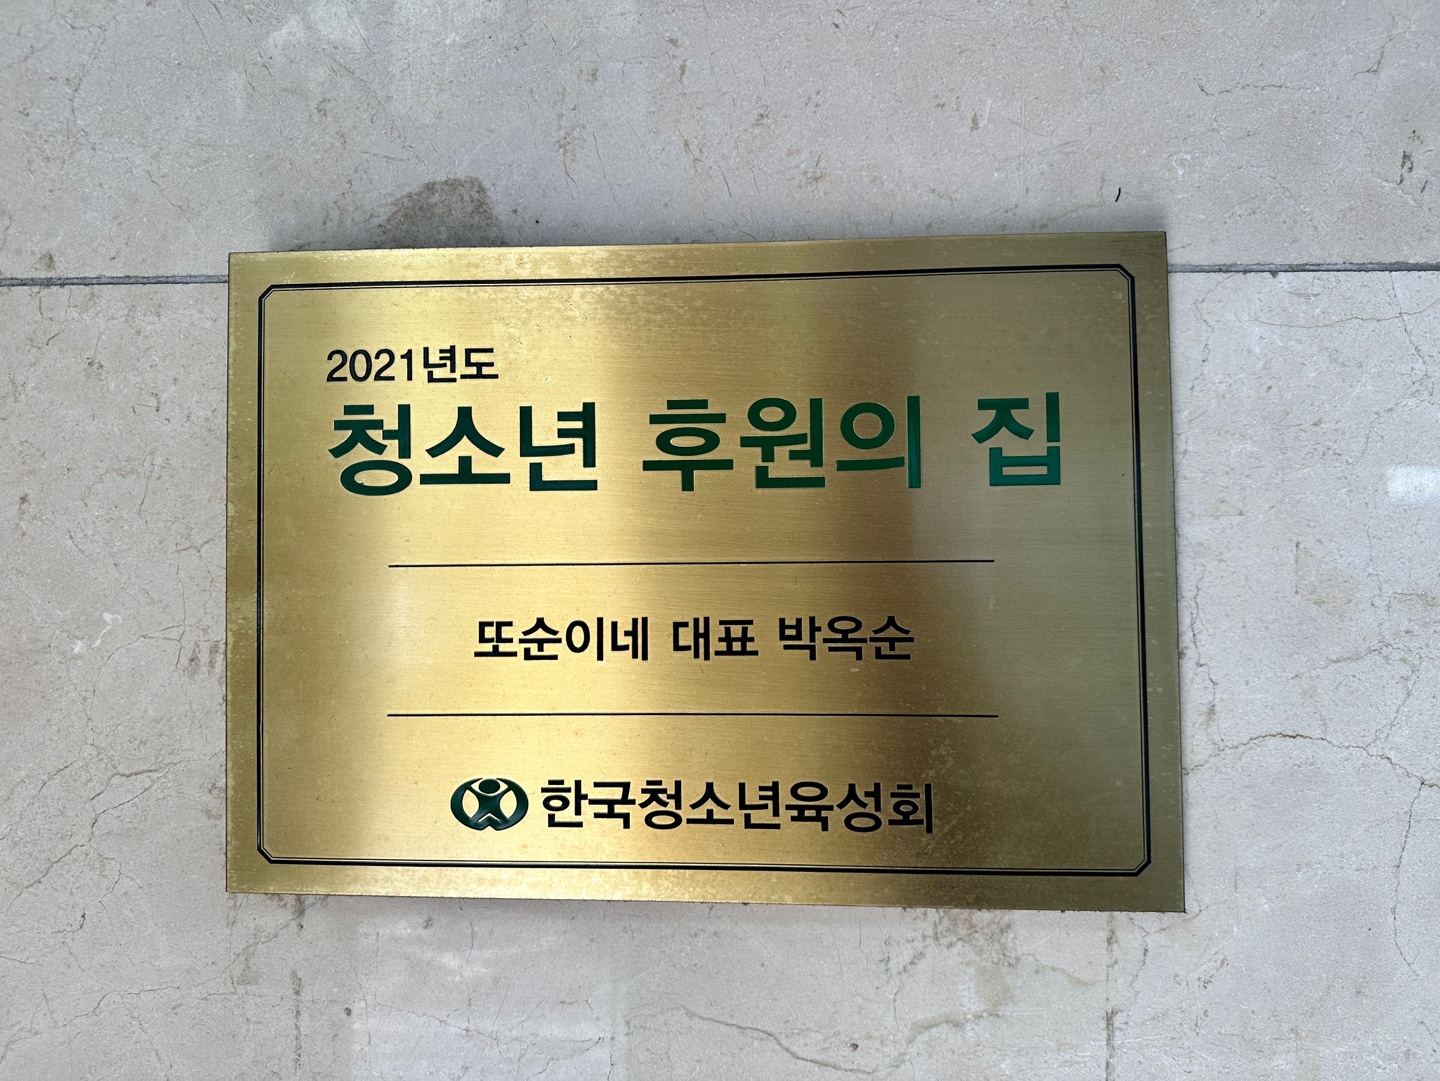 2021년도
청소년 후원의 집
또순이네 대표 박옥순
한국청소년육성회